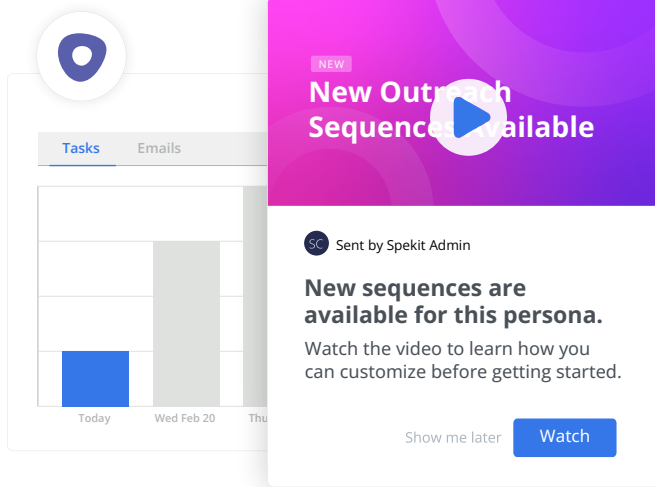 Tasks
Emails
Today
Wed Feb 20
Thu
NEW
New Outreach
Sequences Available
SC
Sent by Spekit Admin
New sequences are
available for this persona.
Watch the video to learn how you
can customize before getting started.
Show me later
Watch